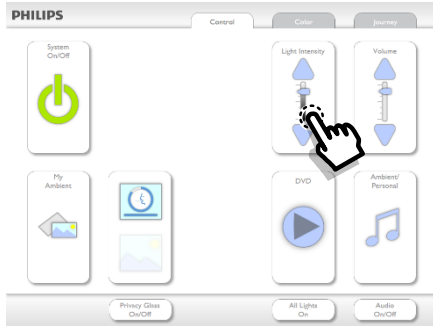 PHILIPS
Control
Color
Journey
System
On/Off
Light Intensity
Volume
My
Ambient
DVD
Ambient/
Personal
Privacy Glass
On/Off
All Lights
On
Audio
On/Off